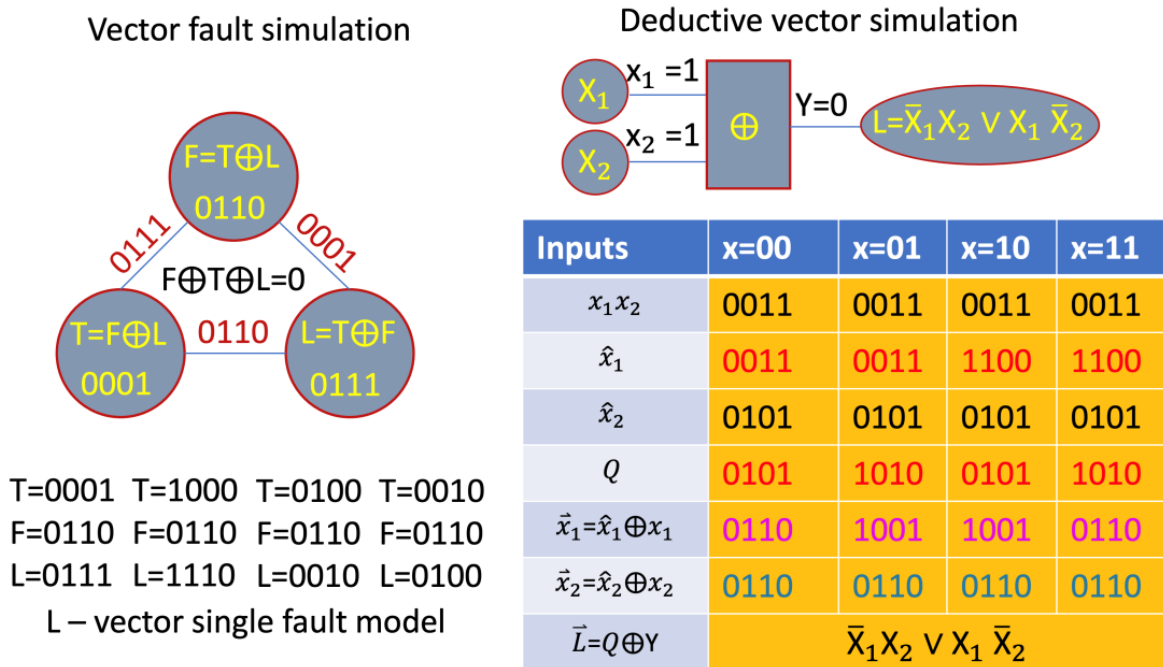 Vector fault simulation
F=T⊕L
0110
0111
0001
F⊕T⊕L=0
T=F⊕L
0001
0110
L=T⊕F
0111
T=0001 T=1000 T=0100 T=0010
F=0110 F=0110 F=0110 F=0110
L=0111 L=1110 L=0010 L=0100
L – vector single fault model
Deductive vector simulation
X₁
x₁ =1
X₂
x₂ =1
⊕
Y=0
L=X̄₁X₂ ∨ X₁ X̄₂
Inputs x=00 x=01 x=10 x=11
x₁x₂ 0011 0011 0011 0011
x̂₁ 0011 0011 1100 1100
x̂₂ 0101 0101 0101 0101
Q 0101 1010 0101 1010
x⃗₁=x̂₁⊕x₁ 0110 1001 1001 0110
x⃗₂=x̂₂⊕x₂ 0110 0110 0110 0110
L⃗=Q⊕Y X̄₁X₂ ∨ X₁ X̄₂